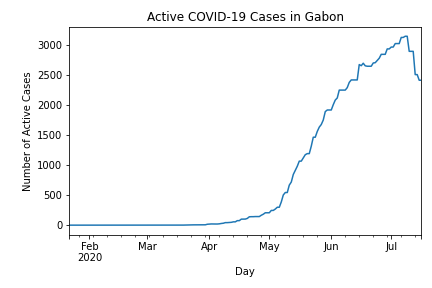 Active COVID-19 Cases in Gabon
Number of Active Cases
3000
2500
2000
1500
1000
500
0
Feb Mar Apr May Jun Jul
2020
Day